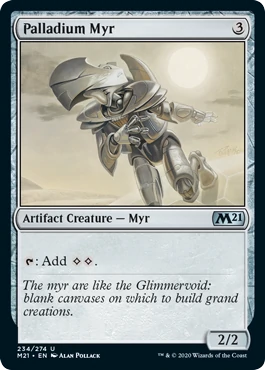 Palladium Myr 3
Artifact Creature — Myr M21
: Add ◇◇.
The myr are like the Glimmervoid:
blank canvases on which to build grand
creations.
2/2
234/274 U
M21 • EN ALAN POLLACK ™ & © 2020 Wizards of the Coast